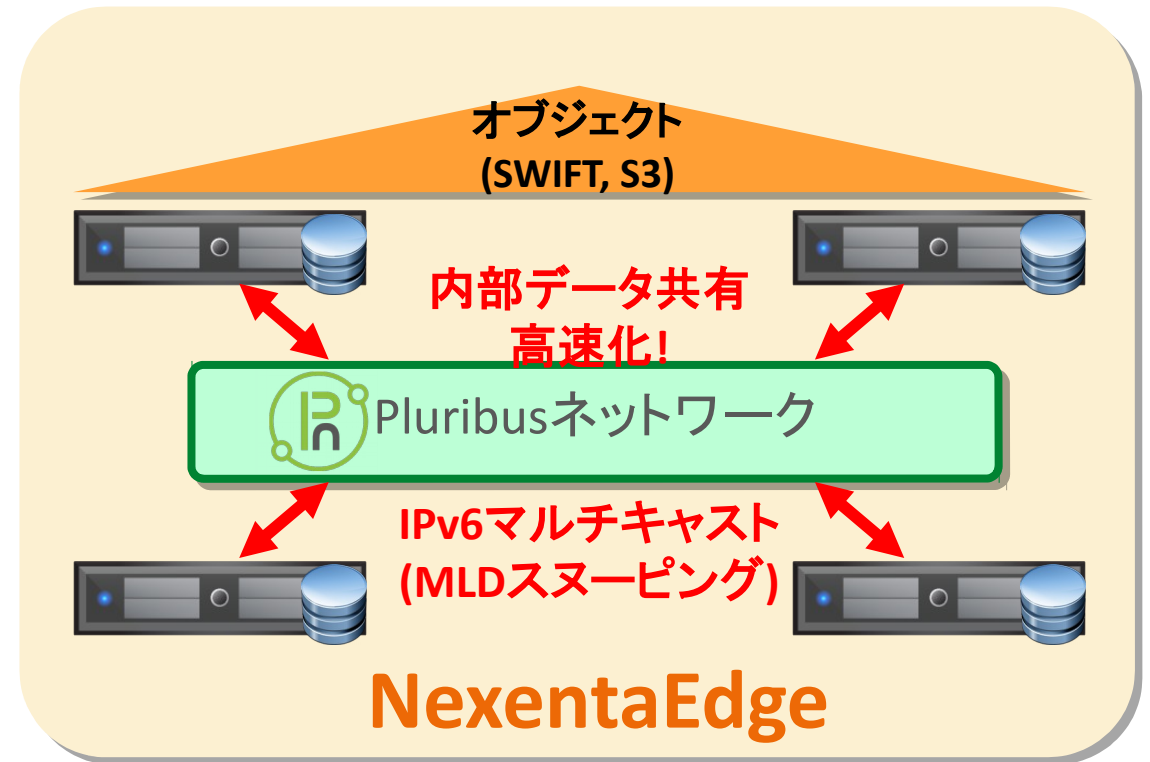 オブジェクト
(SWIFT, S3)
内部データ共有
高速化!
Pluribusネットワーク
IPv6マルチキャスト
(MLDスヌーピング)
NexentaEdge